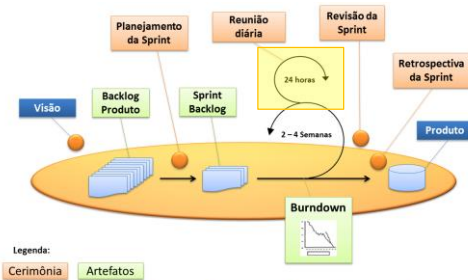 Planejamento
da Sprint
Reunião
diária
Revisão da
Sprint
24 horas
Retrospectiva
da Sprint
Visão
Backlog
Produto
Sprint
Backlog
2 – 4 Semanas
Produto
Burndown
Legenda:
Cerimônia
Artefatos